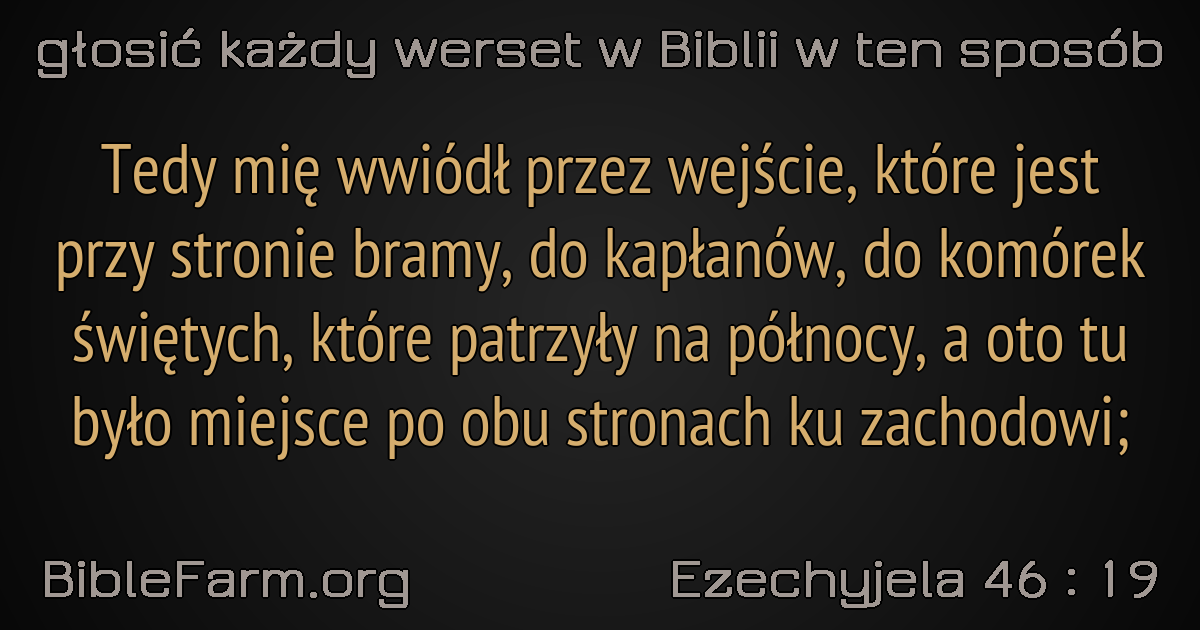 głosić każdy werset w Biblii w ten sposób
Tedy mię wwiódł przez wejście, które jest
przy stronie bramy, do kapłanów, do komórek
świętych, które patrzyły na północy, a oto tu
było miejsce po obu stronach ku zachodowi;
BibleFarm.org
Ezechyjela 46 : 19